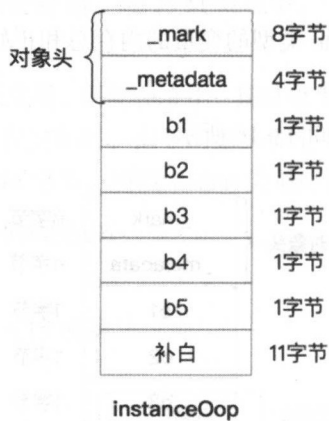 对象头
_mark 8字节
_metadata 4字节
b1 1字节
b2 1字节
b3 1字节
b4 1字节
b5 1字节
补白 11字节
instanceOop